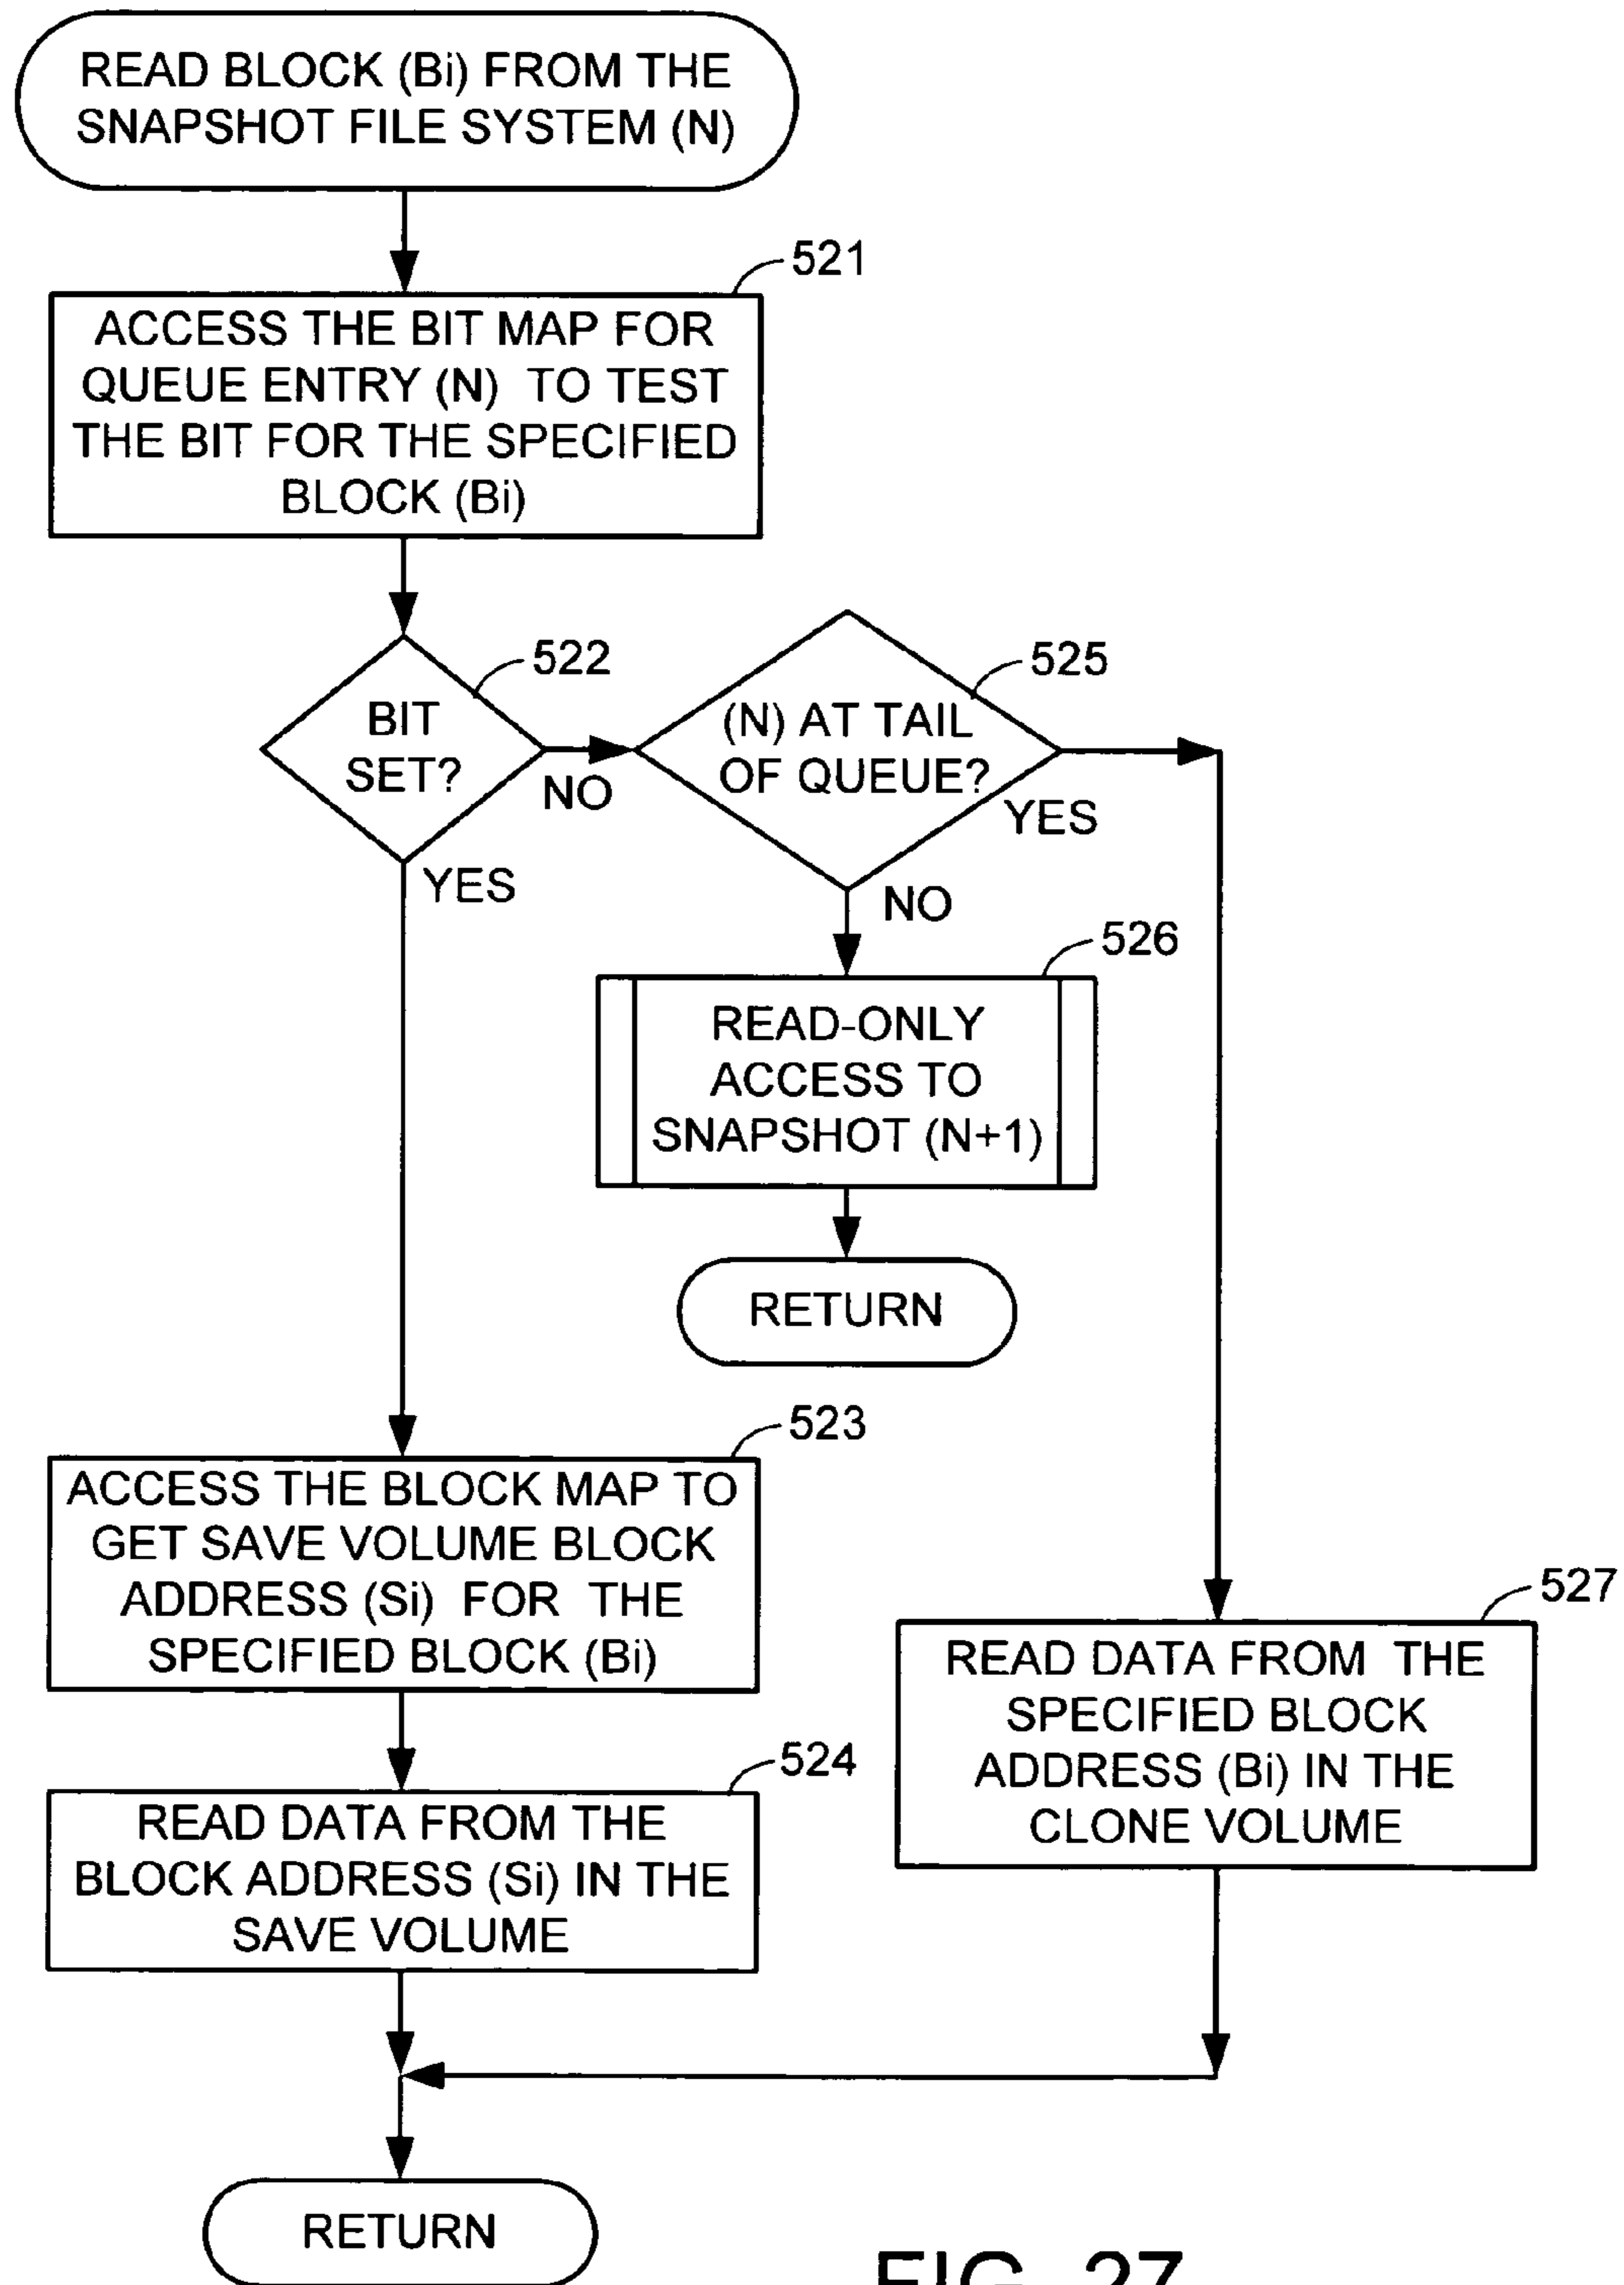 READ BLOCK (Bi) FROM THE
SNAPSHOT FILE SYSTEM (N)
521
ACCESS THE BIT MAP FOR
QUEUE ENTRY (N) TO TEST
THE BIT FOR THE SPECIFIED
BLOCK (Bi)
522
BIT
SET?
NO
YES
525
(N) AT TAIL
OF QUEUE?
YES
NO
526
READ-ONLY
ACCESS TO
SNAPSHOT (N+1)
RETURN
523
ACCESS THE BLOCK MAP TO
GET SAVE VOLUME BLOCK
ADDRESS (Si) FOR THE
SPECIFIED BLOCK (Bi)
524
READ DATA FROM THE
BLOCK ADDRESS (Si) IN THE
SAVE VOLUME
527
READ DATA FROM THE
SPECIFIED BLOCK
ADDRESS (Bi) IN THE
CLONE VOLUME
RETURN
FIG. 27